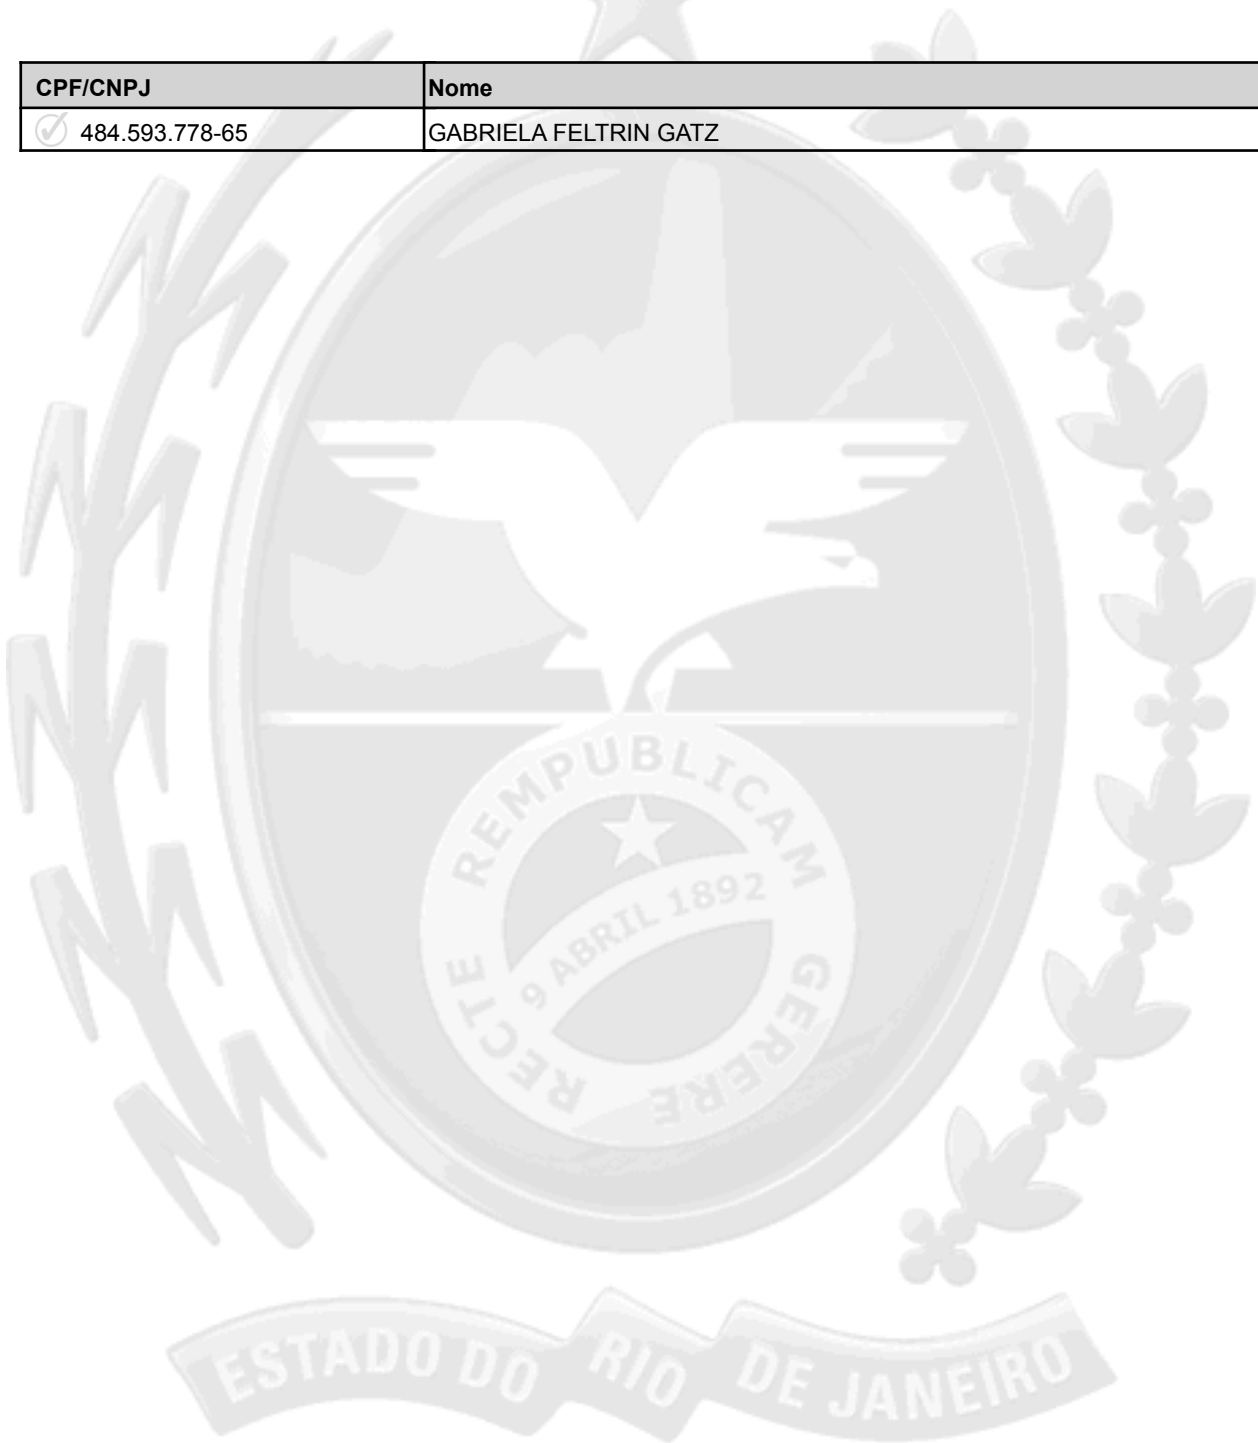 CPF/CNPJ Nome
484.593.778-65 GABRIELA FELTRIN GATZ
REMPUBLICAM
9 ABRIL 1892
RECTE GERERE
ESTADO DO RIO DE JANEIRO